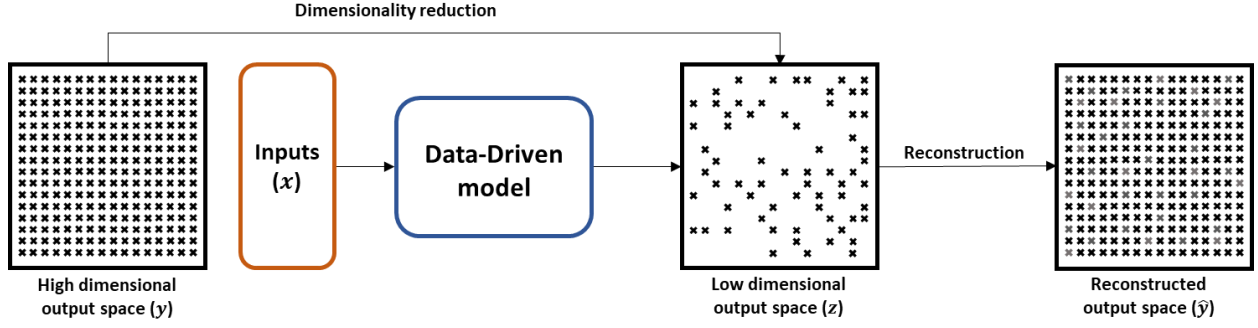 Dimensionality reduction
Inputs
(x)
Data-Driven
model
Reconstruction
High dimensional
output space (y)
Low dimensional
output space (z)
Reconstructed
output space (ŷ)